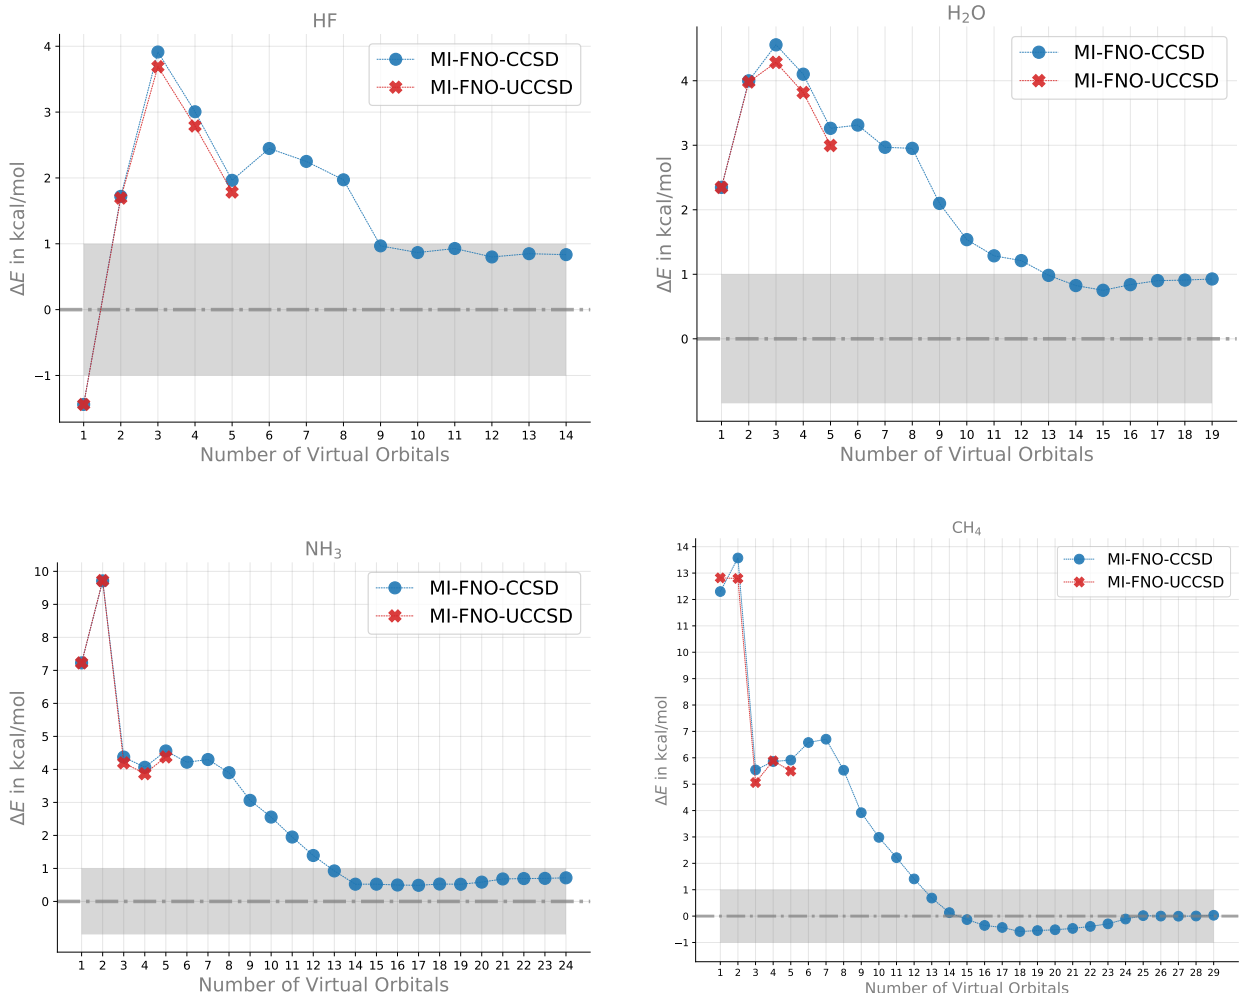 HF
MI-FNO-CCSD
MI-FNO-UCCSD
4
3
2
1
0
−1
ΔE in kcal/mol
1 2 3 4 5 6 7 8 9 10 11 12 13 14
Number of Virtual Orbitals
H₂O
MI-FNO-CCSD
MI-FNO-UCCSD
4
3
2
1
0
ΔE in kcal/mol
1 2 3 4 5 6 7 8 9 10 11 12 13 14 15 16 17 18 19
Number of Virtual Orbitals
NH₃
MI-FNO-CCSD
MI-FNO-UCCSD
10
9
8
7
6
5
4
3
2
1
0
−1
ΔE in kcal/mol
1 2 3 4 5 6 7 8 9 10 11 12 13 14 15 16 17 18 19 20 21 22 23 24
Number of Virtual Orbitals
CH₄
MI-FNO-CCSD
MI-FNO-UCCSD
14
13
12
11
10
9
8
7
6
5
4
3
2
1
0
−1
ΔE in kcal/mol
1 2 3 4 5 6 7 8 9 10 11 12 13 14 15 16 17 18 19 20 21 22 23 24 25 26 27 28 29
Number of Virtual Orbitals